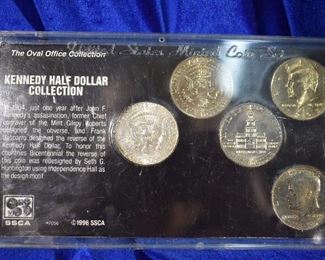 The Oval Office Collection
United States Minted Coin Set
KENNEDY HALF DOLLAR
COLLECTION
In 1964, just one year after John F.
Kennedy's assassination, former Chief
Engraver of the Mint Gilroy Roberts
designed the obverse, and Frank
Gasparro designed the reverse of the
Kennedy Half Dollar. To honor this
countries Bicentennial the reverse of
this coin was redesigned by Seth G.
Huntington using Independence Hall as
the design motif.
SSCA
©1996 SSCA